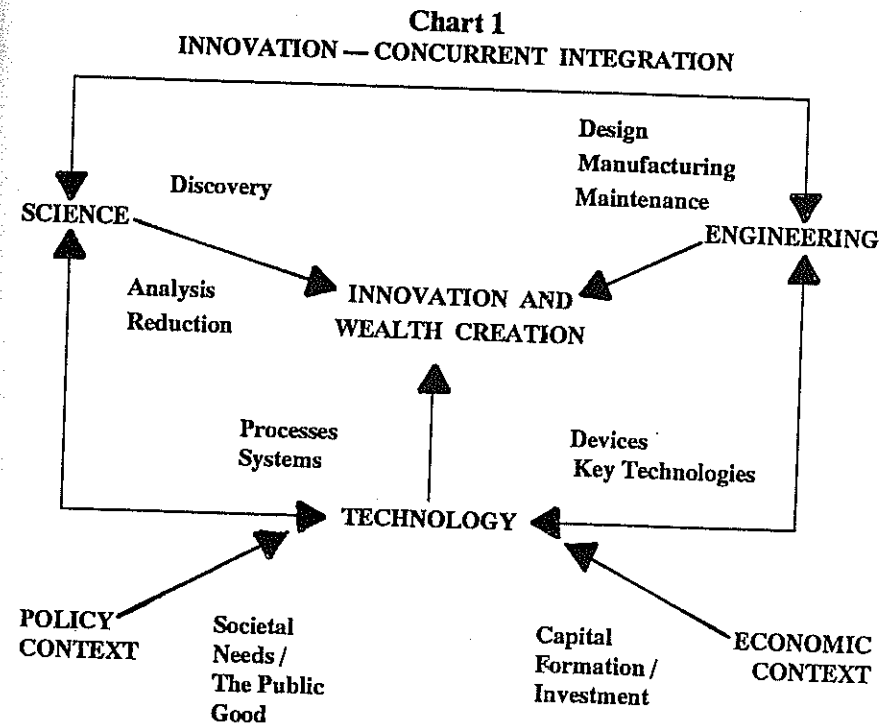 Chart 1
INNOVATION — CONCURRENT INTEGRATION
Design
Manufacturing
Maintenance
Discovery
SCIENCE
ENGINEERING
Analysis
Reduction
INNOVATION AND
WEALTH CREATION
Processes
Systems
Devices
Key Technologies
TECHNOLOGY
POLICY
CONTEXT
Societal
Needs /
The Public
Good
Capital
Formation /
Investment
ECONOMIC
CONTEXT